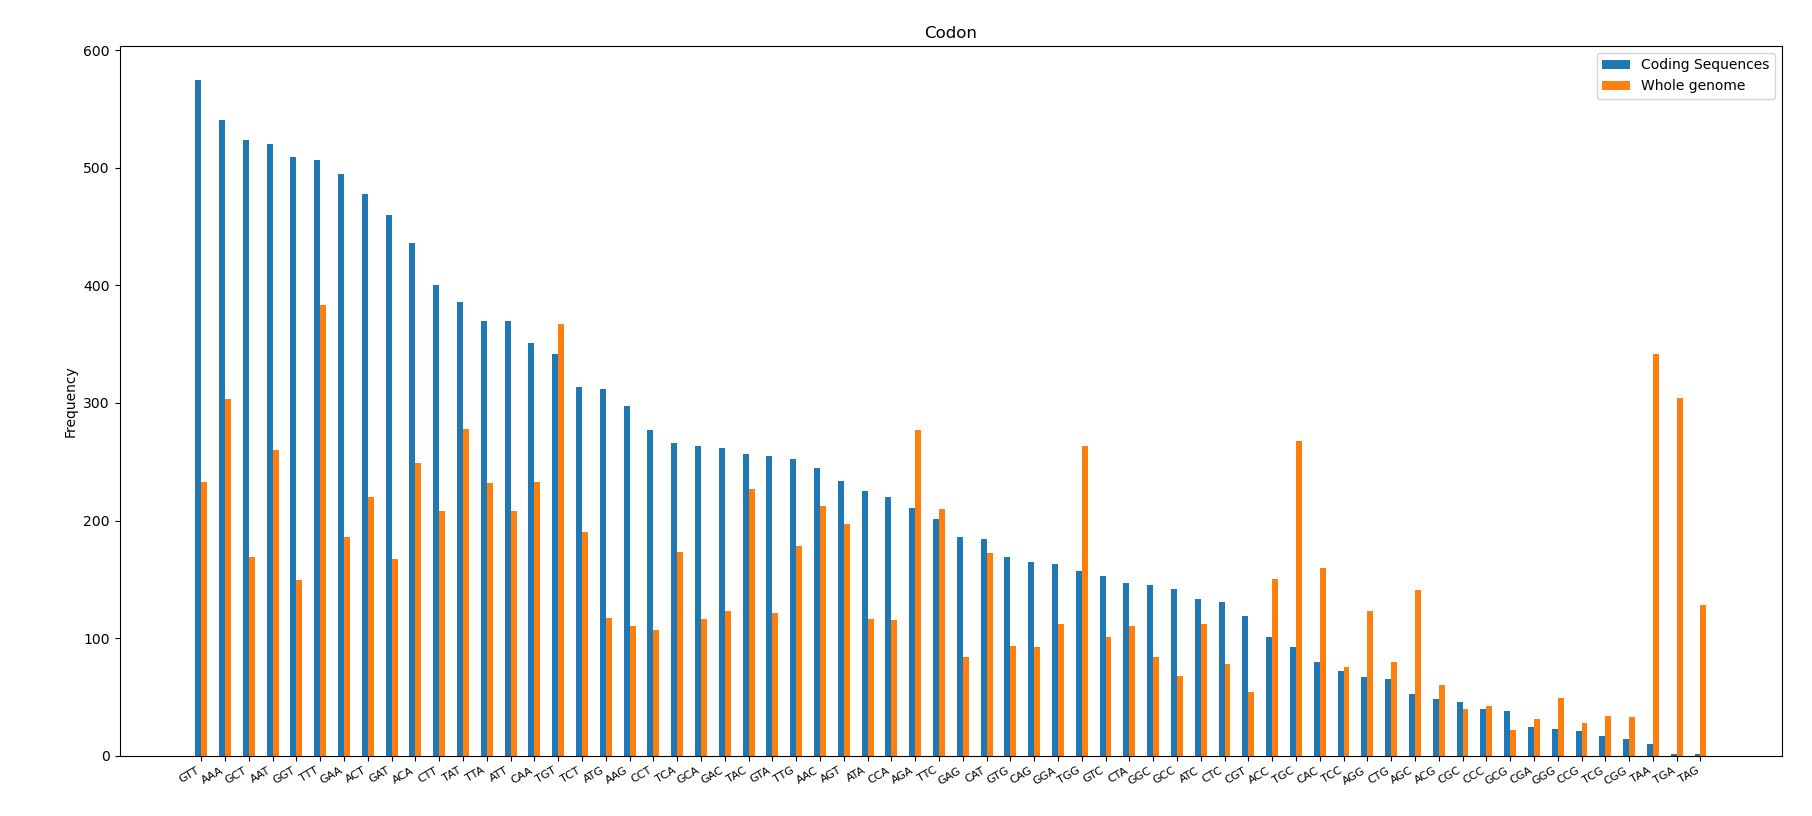 Codon
Coding Sequences
Whole genome
Frequency
600
500
400
300
200
100
0
GTT AAA GCT AAT GGT TTT GAA ACT GAT ACA CTT TAT TTA ATT CAA TGT TCT ATG AAG CCT TCA GCA GAC TAC GTA TTG AAC AGT ATA CCA AGA TTC GAG CAT GTG CAG GGA TGG GTC CTA GGC GCC ATC CTC CGT ACC TGC CAC TCC AGG CTG AGC ACG CGC CCC GCG CGA GGG CCG TCG CGG TAA TGA TAG